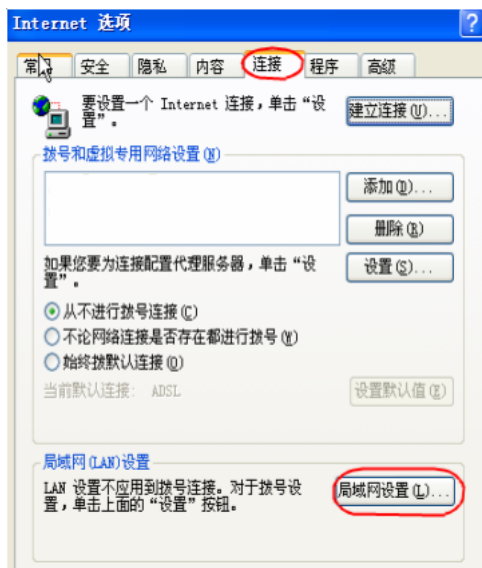 Internet 选项
?
安全 隐私 内容 连接 程序 高级
要设置一个 Internet 连接，单击“设
置”。
建立连接(U)...
拨号和虚拟专用网络设置(N)
添加(D)...
删除(R)
如果您要为连接配置代理服务器，单击“设
置”。
设置(S)...
从不进行拨号连接(C)
不论网络连接是否存在都进行拨号(W)
始终拨默认连接(O)
当前默认连接： ADSL
设置默认值(E)
局域网(LAN)设置
LAN 设置不应用到拨号连接。对于拨号设
置，单击上面的“设置”按钮。
局域网设置(L)...